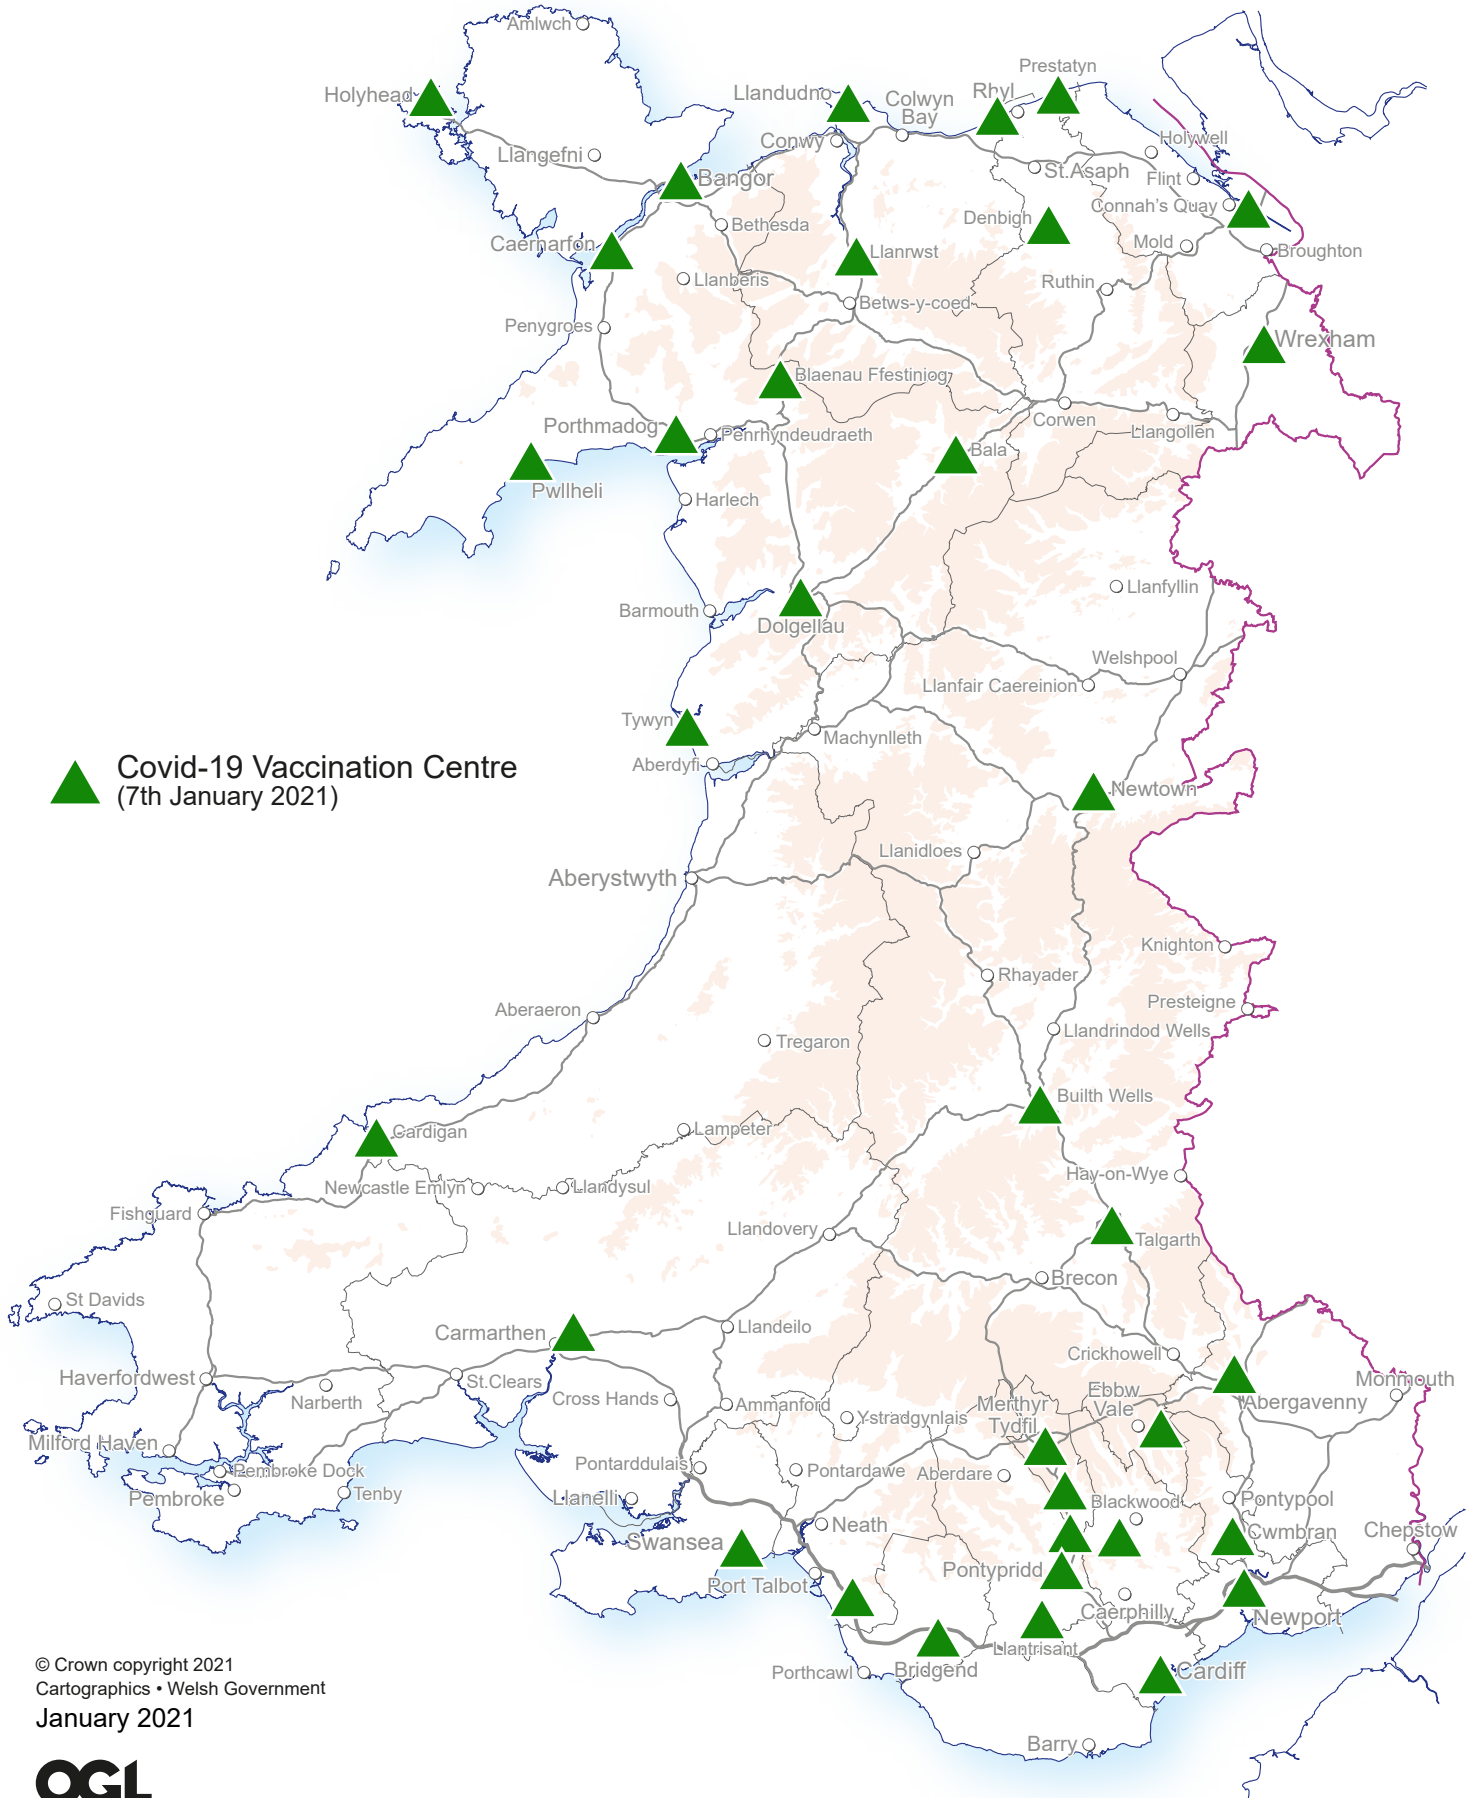 Amlwch
Holyhead
Llangefni
Bangor
Caernarfon
Bethesda
Llanberis
Penygroes
Llandudno
Conwy
Colwyn
Bay
Rhyl
Prestatyn
Holywell
St.Asaph
Flint
Connah's Quay
Denbigh
Mold
Broughton
Ruthin
Llanrwst
Betws-y-coed
Wrexham
Blaenau Ffestiniog
Corwen
Llangollen
Porthmadog
Penrhyndeudraeth
Bala
Pwllheli
Harlech
Llanfyllin
Barmouth
Dolgellau
Welshpool
Llanfair Caereinion
Tywyn
Machynlleth
Aberdyfi
Covid-19 Vaccination Centre
(7th January 2021)
Newtown
Llanidloes
Aberystwyth
Knighton
Rhayader
Presteigne
Aberaeron
Llandrindod Wells
Tregaron
Builth Wells
Cardigan
Lampeter
Hay-on-Wye
Newcastle Emlyn
Llandysul
Fishguard
Llandovery
Talgarth
Brecon
St Davids
Carmarthen
Llandeilo
Crickhowell
Haverfordwest
St.Clears
Narberth
Cross Hands
Ammanford
Ystradgynlais
Merthyr
Tydfil
Ebbw
Vale
Abergavenny
Monmouth
Milford Haven
Pembroke Dock
Pembroke
Tenby
Pontarddulais
Pontardawe
Aberdare
Llanelli
Blackwood
Pontypool
Neath
Cwmbran
Chepstow
Swansea
Port Talbot
Pontypridd
Caerphilly
Newport
Llantrisant
Porthcawl
Bridgend
Cardiff
Barry
© Crown copyright 2021
Cartographics • Welsh Government
January 2021
OGL